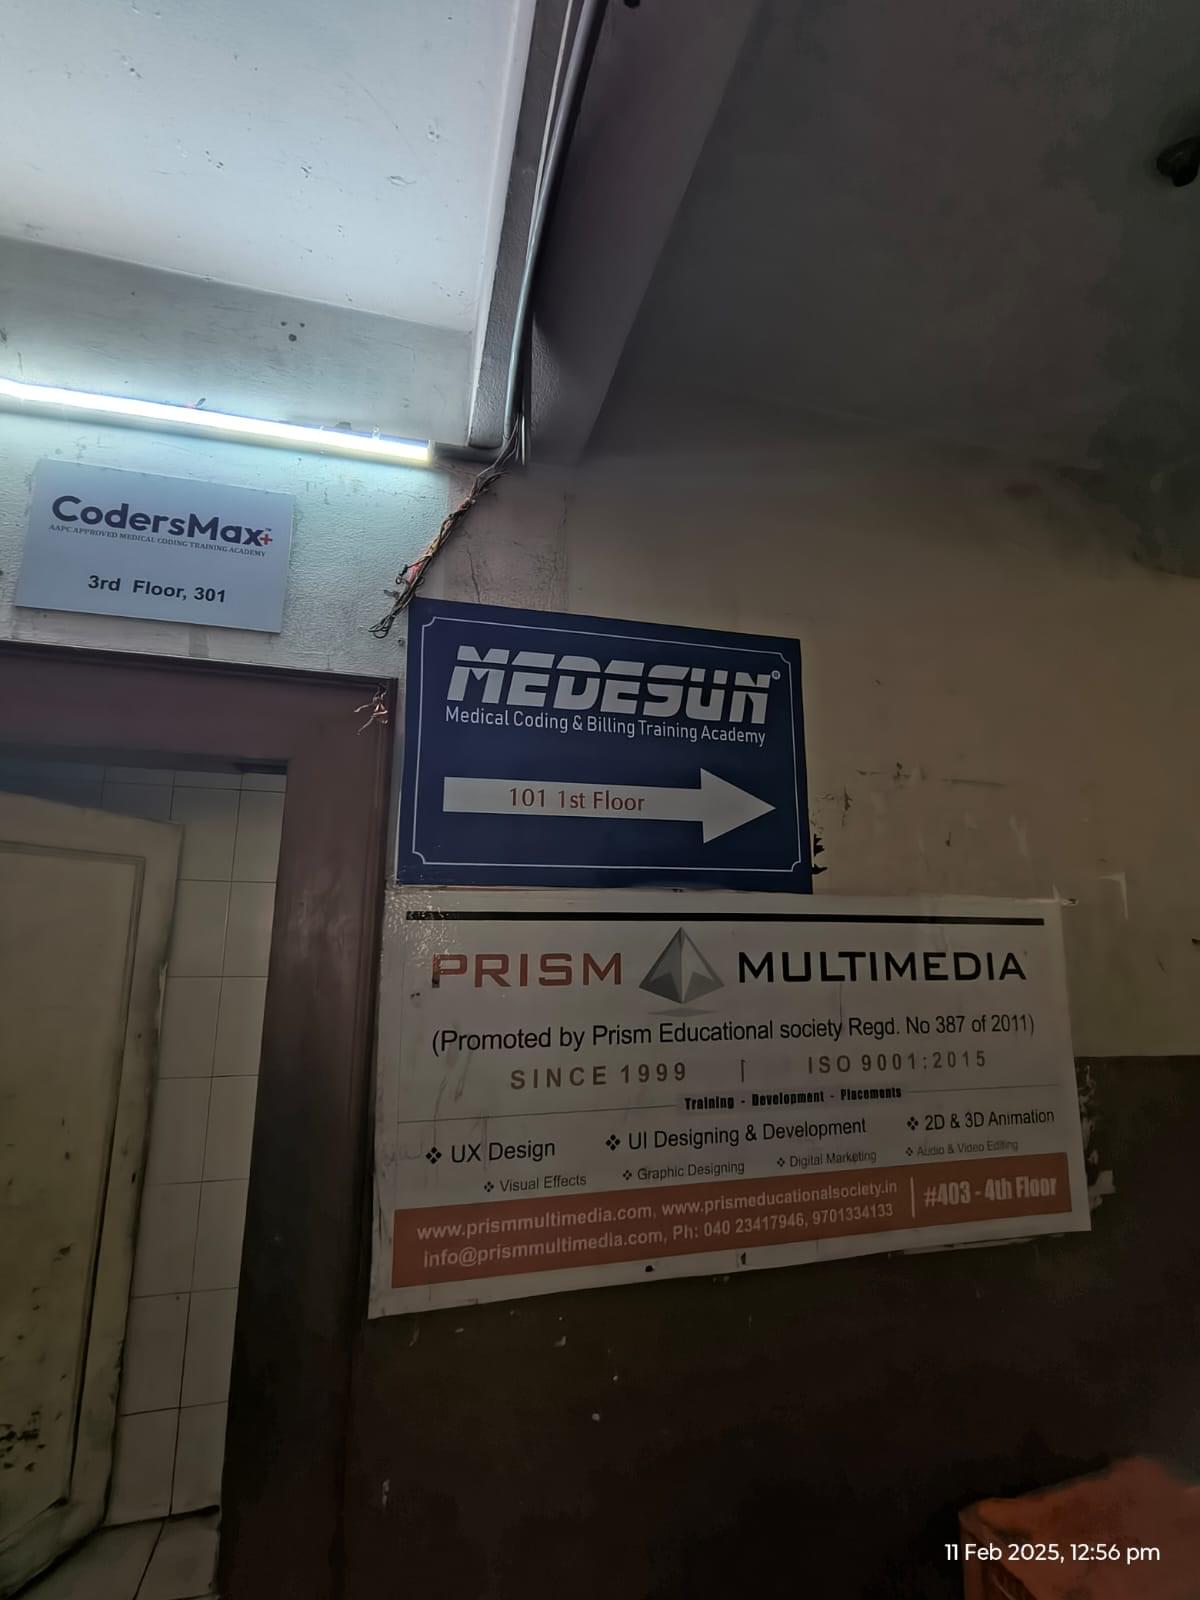 CodersMax+™
AAPC APPROVED MEDICAL CODING TRAINING ACADEMY
3rd Floor, 301
MEDESUN®
Medical Coding & Billing Training Academy
101 1st Floor
PRISM MULTIMEDIA
(Promoted by Prism Educational society Regd. No 387 of 2011)
SINCE 1999 | ISO 9001:2015
Training - Development - Placements
❖ UX Design ❖ UI Designing & Development ❖ 2D & 3D Animation
❖ Visual Effects ❖ Graphic Designing ❖ Digital Marketing ❖ Audio & Video Editing
www.prismmultimedia.com, www.prismeducationalsociety.in
info@prismmultimedia.com, Ph: 040 23417946, 9701334133
#403 - 4th Floor
11 Feb 2025, 12:56 pm